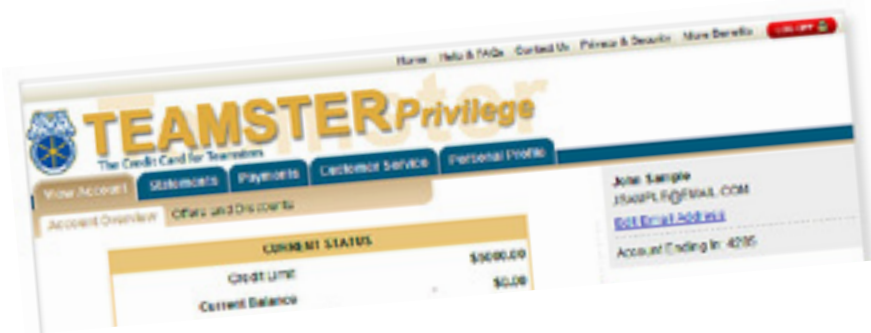 Home Help & FAQs Contact Us Privacy & Security More Benefits LOG OFF
TEAMSTER Privilege
The Credit Card for Teamsters
View Account Statements Payments Customer Service Personal Profile
Account Overview Offers and Discounts
John Sample
JSAMPLE@EMAIL.COM
Edit Email Address
Account Ending in: 4285
CURRENT STATUS
Credit Limit $5000.00
Current Balance $0.00